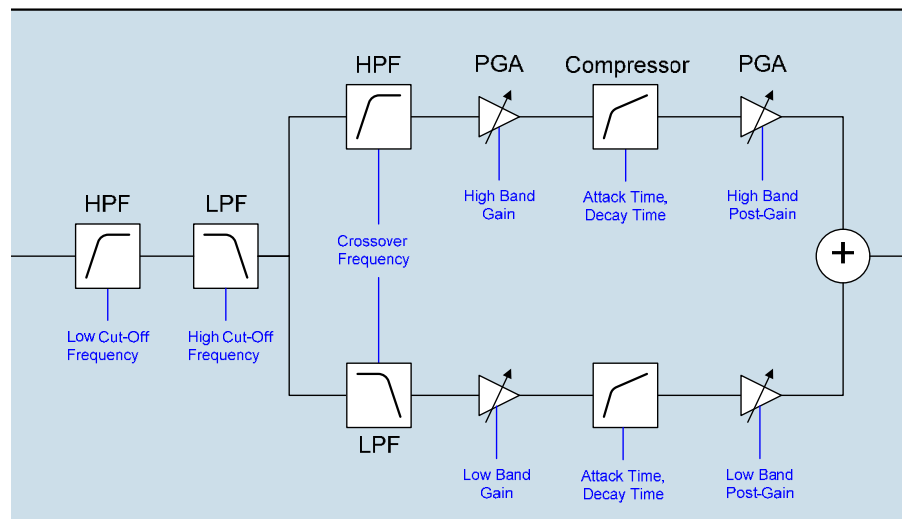 HPF
PGA
Compressor
PGA
High Band
Gain
Attack Time,
Decay Time
High Band
Post-Gain
HPF
LPF
Crossover
Frequency
+
Low Cut-Off
Frequency
High Cut-Off
Frequency
LPF
Low Band
Gain
Attack Time,
Decay Time
Low Band
Post-Gain